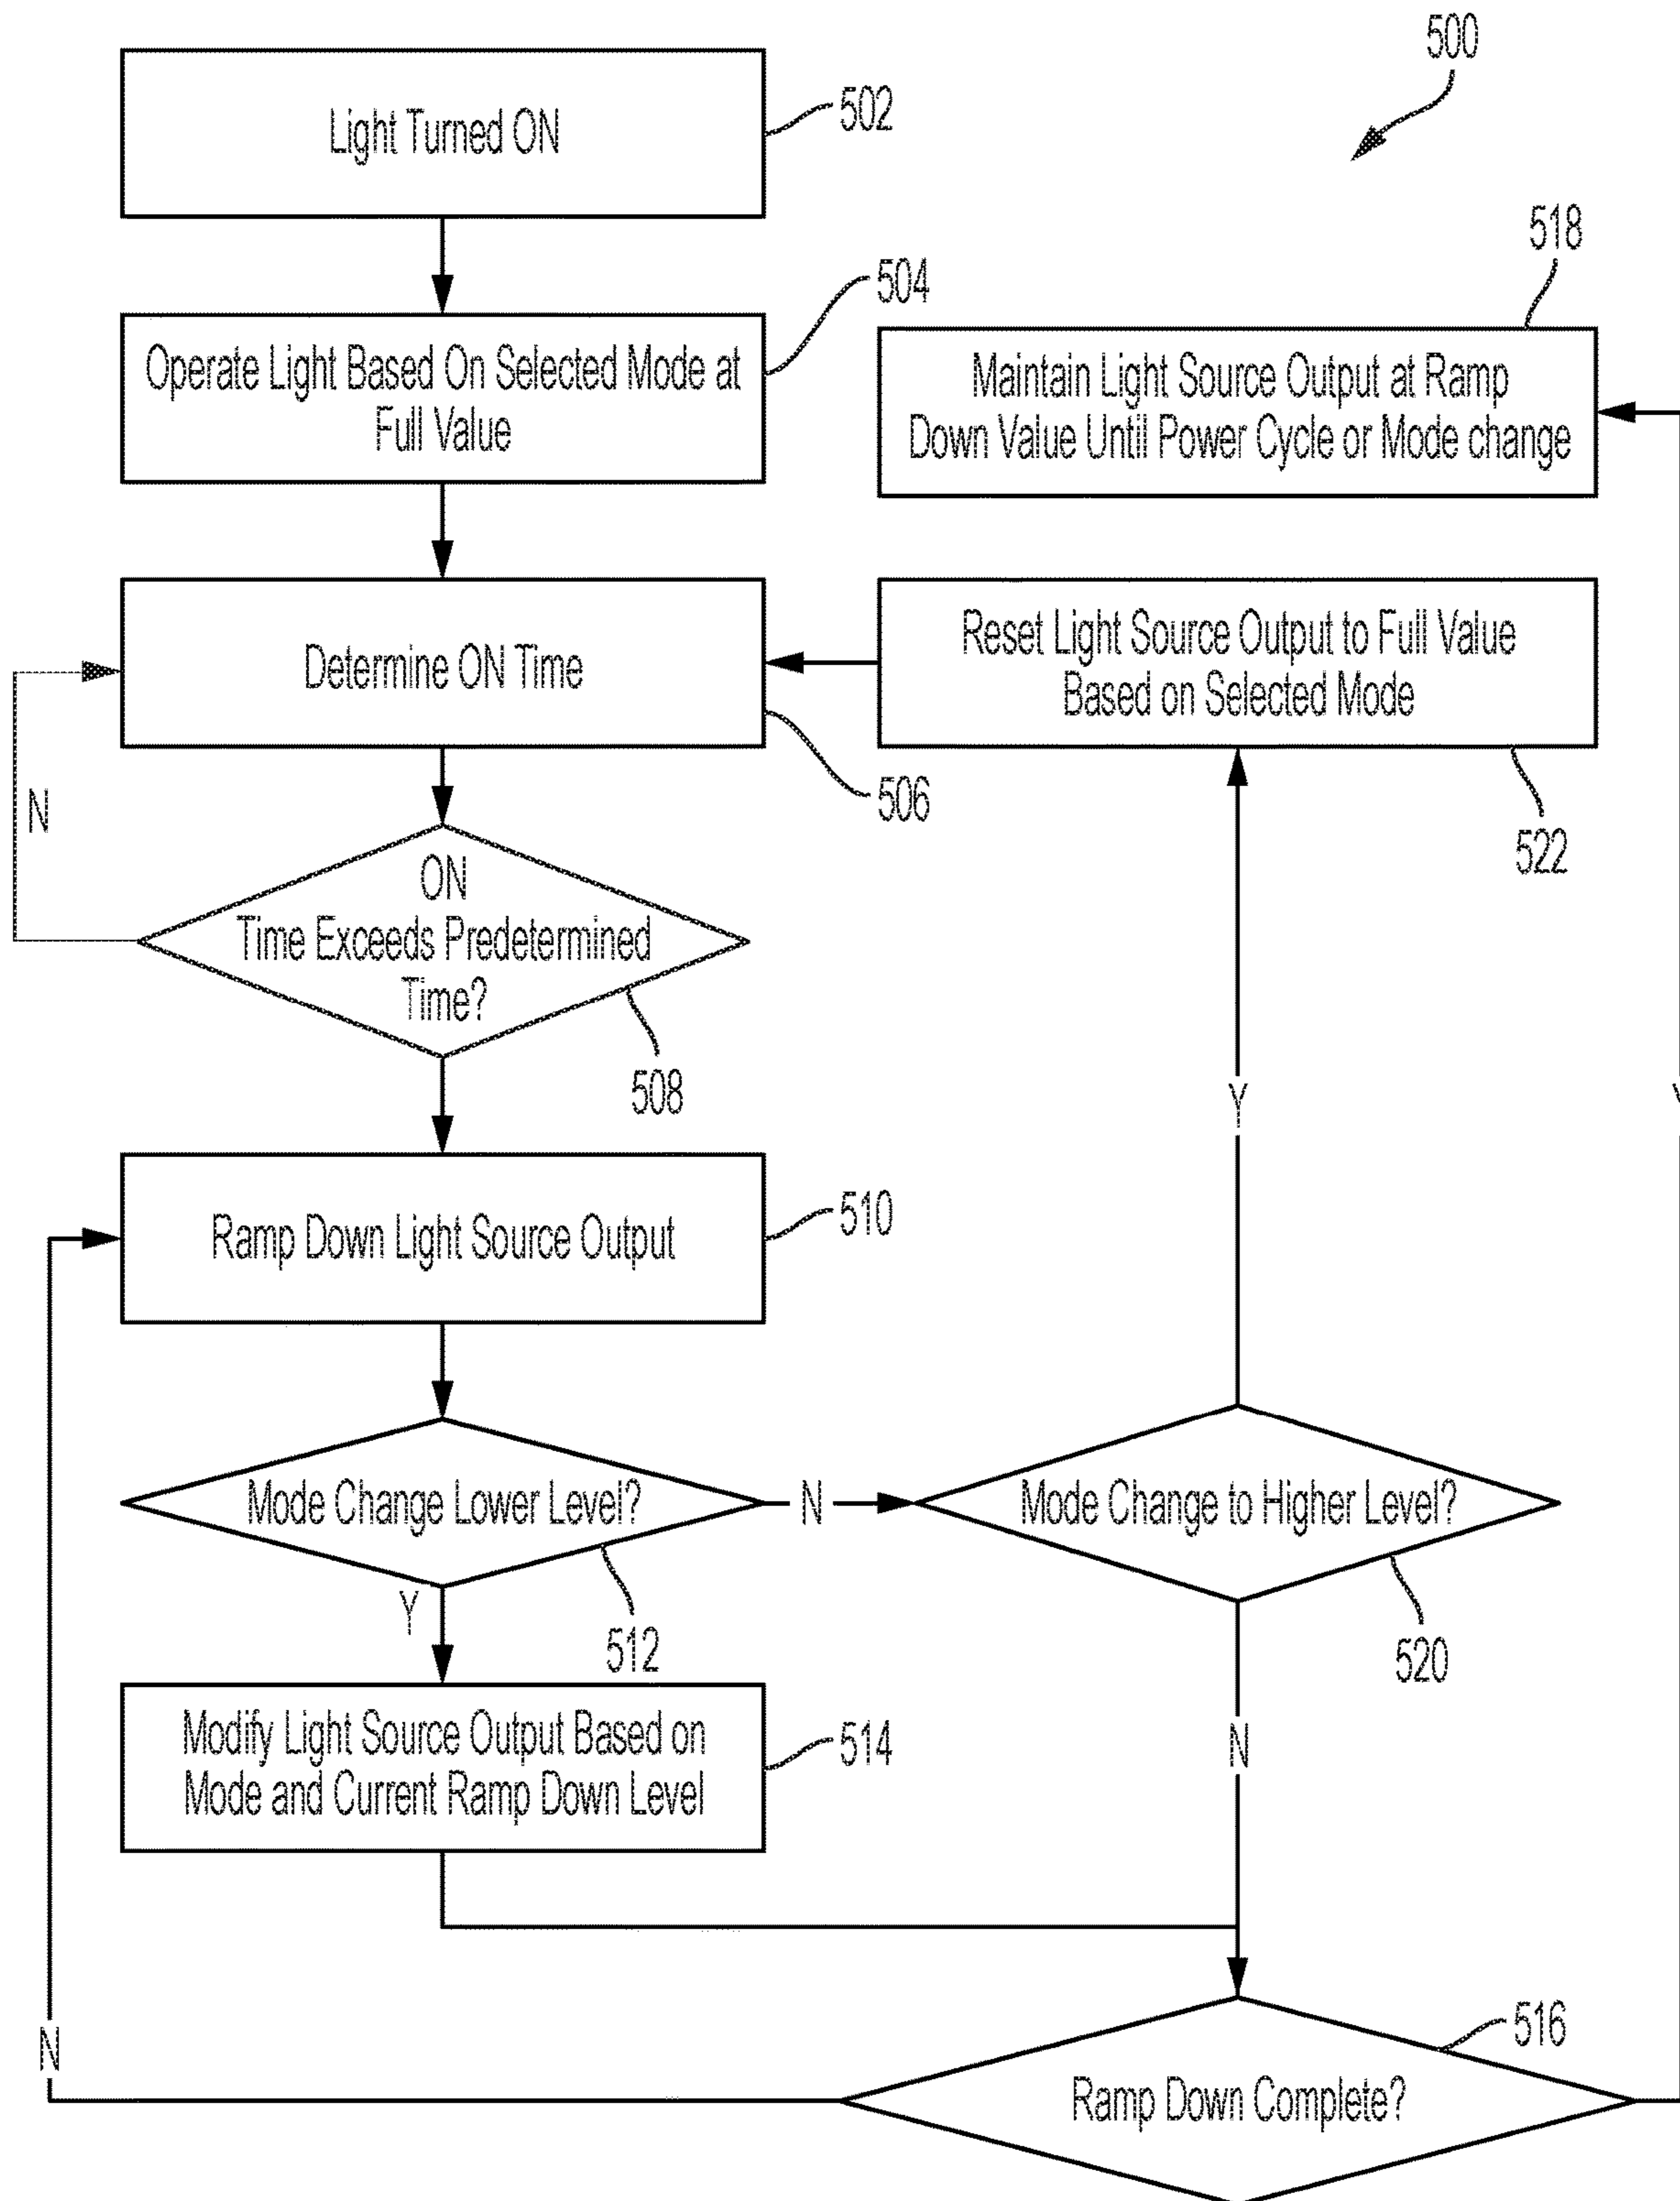 500
Light Turned ON
502
504
Operate Light Based On Selected Mode at
Full Value
518
Maintain Light Source Output at Ramp
Down Value Until Power Cycle or Mode change
Determine ON Time
506
Reset Light Source Output to Full Value
Based on Selected Mode
522
N
ON
Time Exceeds Predetermined
Time?
508
Y
Y
Ramp Down Light Source Output
510
Mode Change Lower Level?
N
Mode Change to Higher Level?
Y
512
520
Modify Light Source Output Based on
Mode and Current Ramp Down Level
514
N
N
516
Ramp Down Complete?